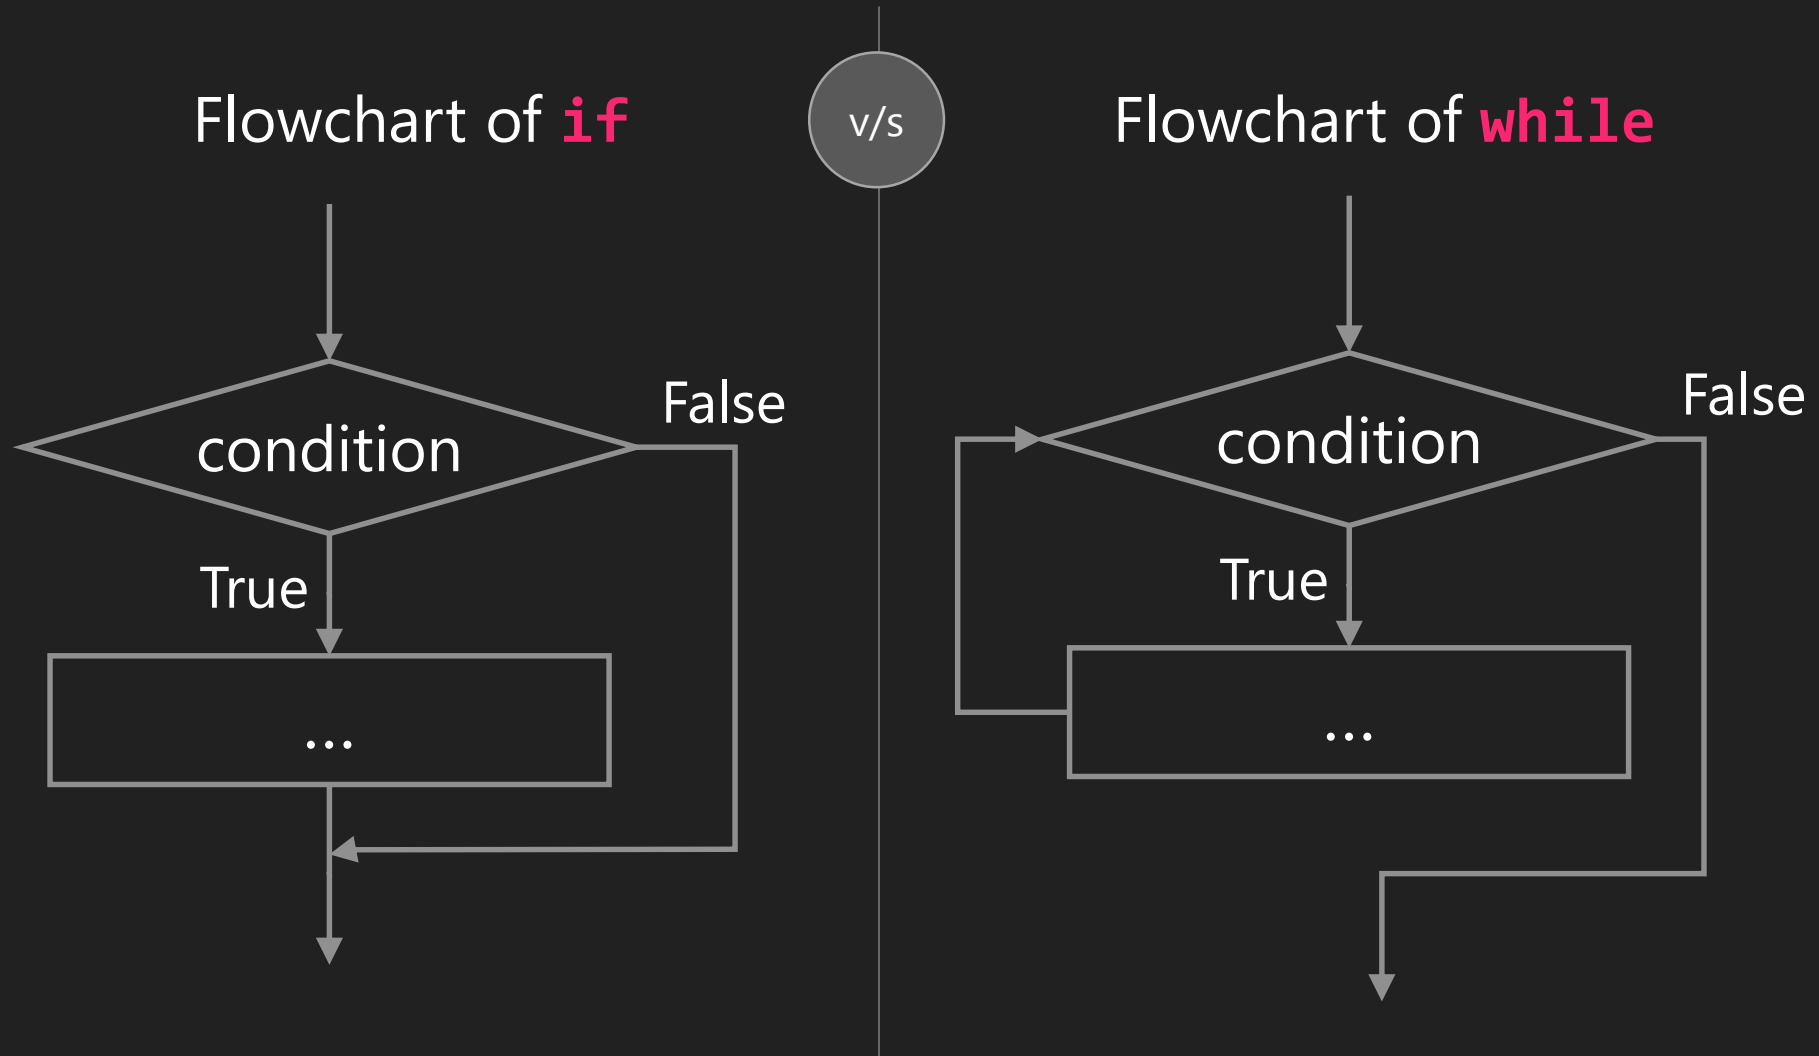 Flowchart of if
v/s
Flowchart of while
condition
False
True
...
condition
False
True
...